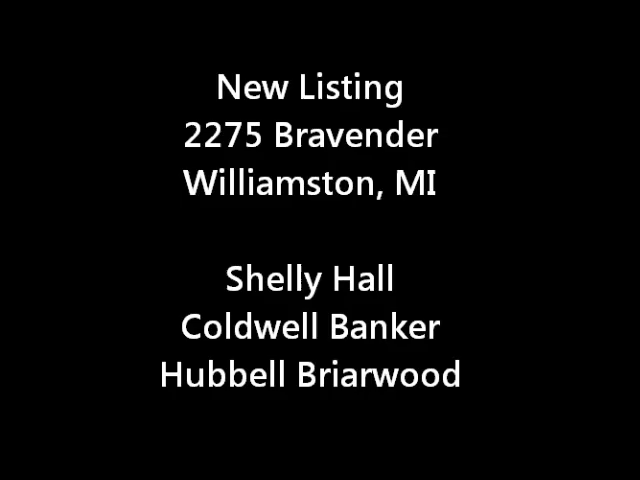 New Listing
2275 Bravender
Williamston, MI
Shelly Hall
Coldwell Banker
Hubbell Briarwood